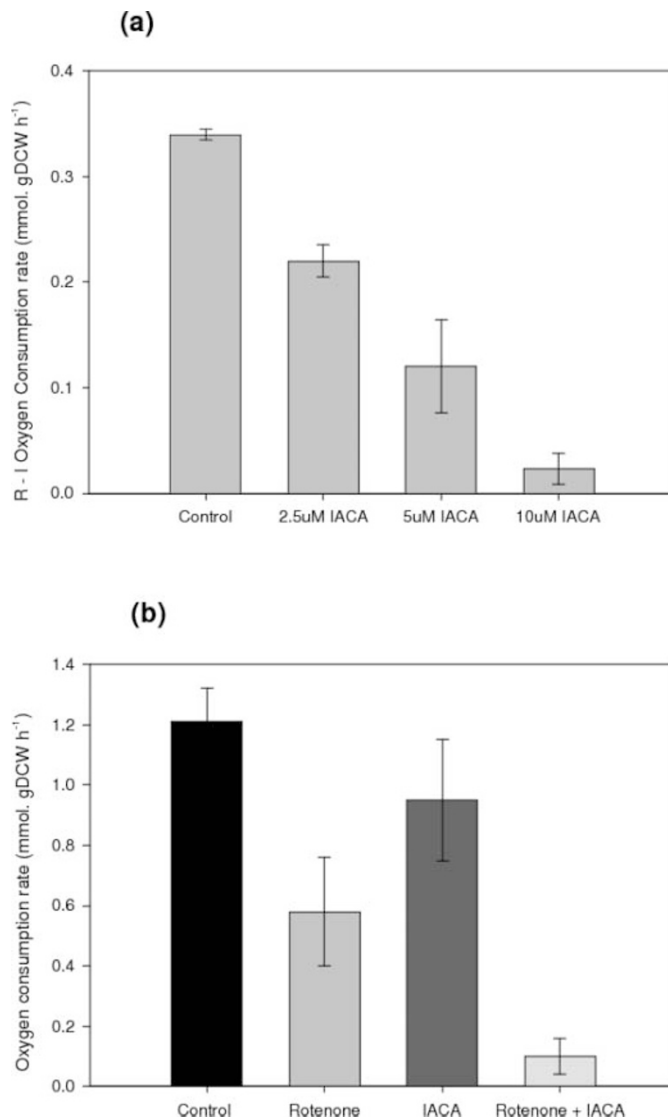 (a)
R - I Oxygen Consumption rate (mmol. gDCW h⁻¹)
0.4
0.3
0.2
0.1
0.0
Control 2.5uM IACA 5uM IACA 10uM IACA
(b)
Oxygen consumption rate (mmol. gDCW h⁻¹)
1.4
1.2
1.0
0.8
0.6
0.4
0.2
0.0
Control Rotenone IACA Rotenone + IACA